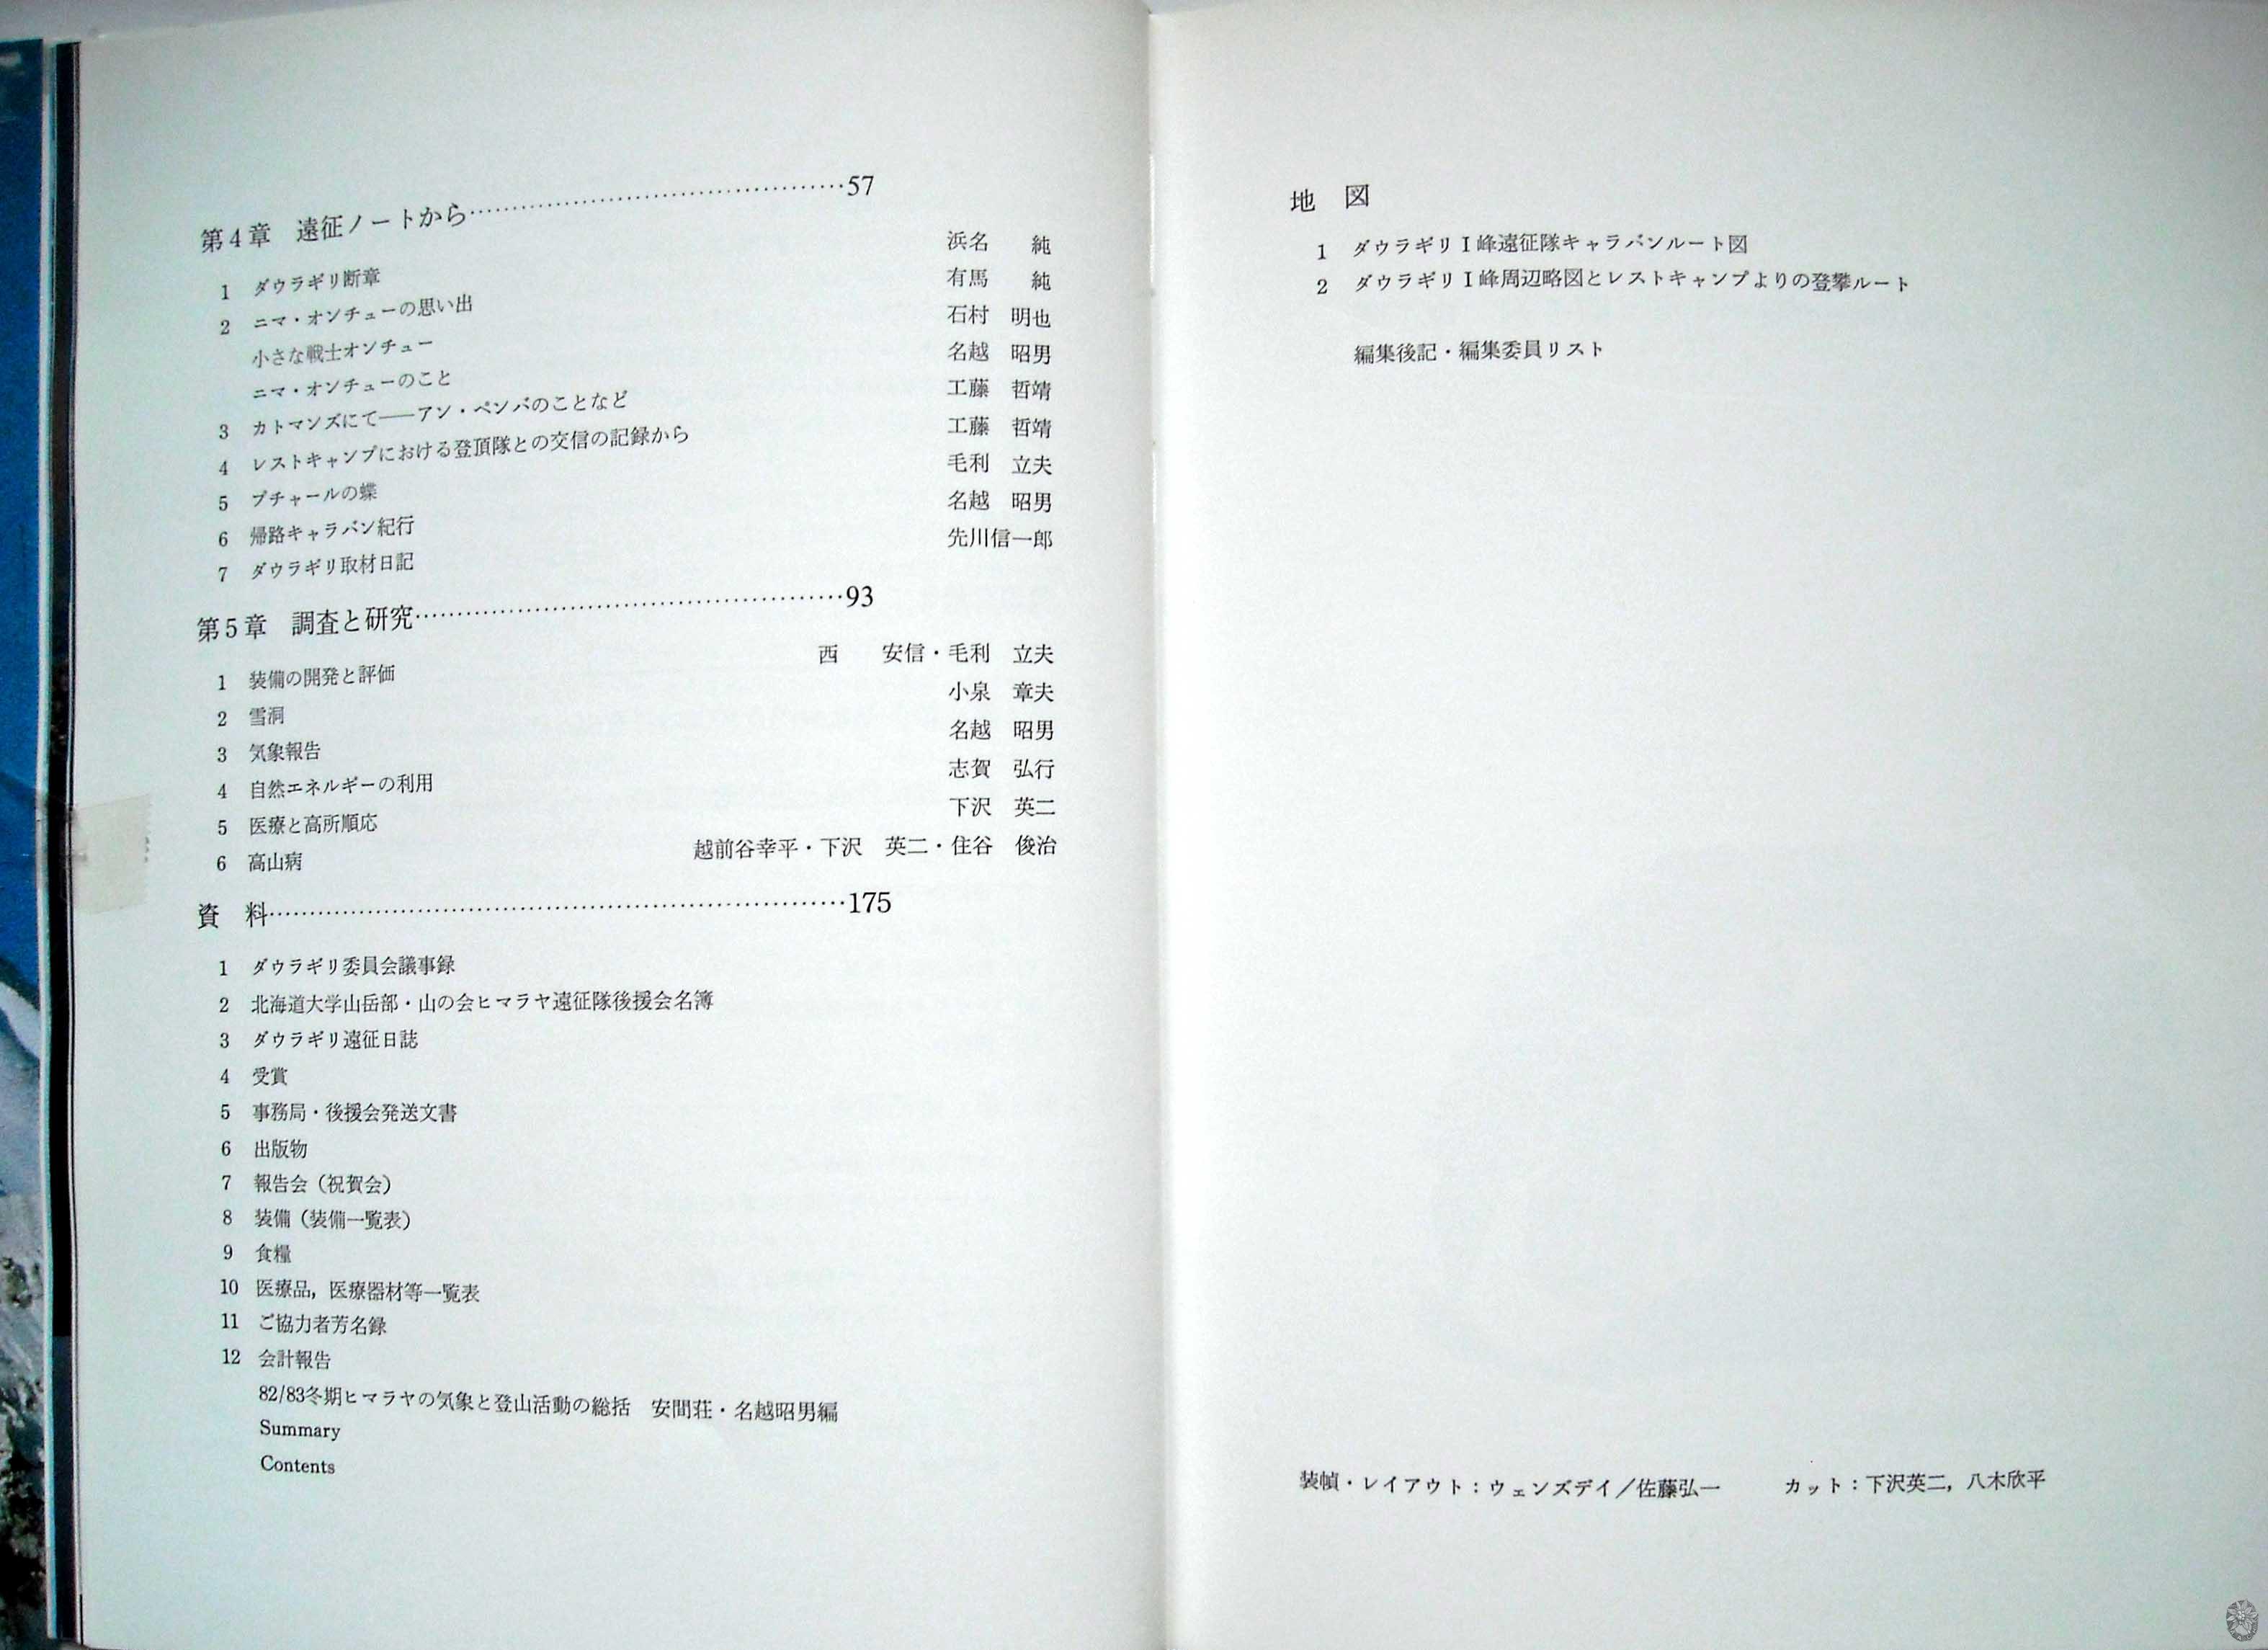 第4章　遠征ノートから……………………………………57
1　ダウラギリ断章　浜名　純
2　ニマ・オンチューの思い出　有馬　純
小さな戦士オンチュー　石村　明也
ニマ・オンチューのこと　名越　昭男
3　カトマンズにて――アン・ペンバのことなど　工藤　哲靖
4　レストキャンプにおける登頂隊との交信の記録から　工藤　哲靖
5　プチャールの蝶　毛利　立夫
6　帰路キャラバン紀行　名越　昭男
7　ダウラギリ取材日記　先川信一郎
第5章　調査と研究……………………………………93
1　装備の開発と評価　西　安信・毛利　立夫
2　雪洞　小泉　章夫
3　気象報告　名越　昭男
4　自然エネルギーの利用　志賀　弘行
5　医療と高所順応　下沢　英二
6　高山病　越前谷幸平・下沢　英二・住谷　俊治
資　料……………………………………175
1　ダウラギリ委員会議事録
2　北海道大学山岳部・山の会ヒマラヤ遠征隊後援会名簿
3　ダウラギリ遠征日誌
4　受賞
5　事務局・後援会発送文書
6　出版物
7　報告会（祝賀会）
8　装備（装備一覧表）
9　食糧
10　医療品，医療器材等一覧表
11　ご協力者芳名録
12　会計報告
82/83冬期ヒマラヤの気象と登山活動の総括　安間荘・名越昭男編
Summary
Contents
地　図
1　ダウラギリⅠ峰遠征隊キャラバンルート図
2　ダウラギリⅠ峰周辺略図とレストキャンプよりの登攀ルート
編集後記・編集委員リスト
装幀・レイアウト：ウェンズデイ／佐藤弘一　カット：下沢英二，八木欣平